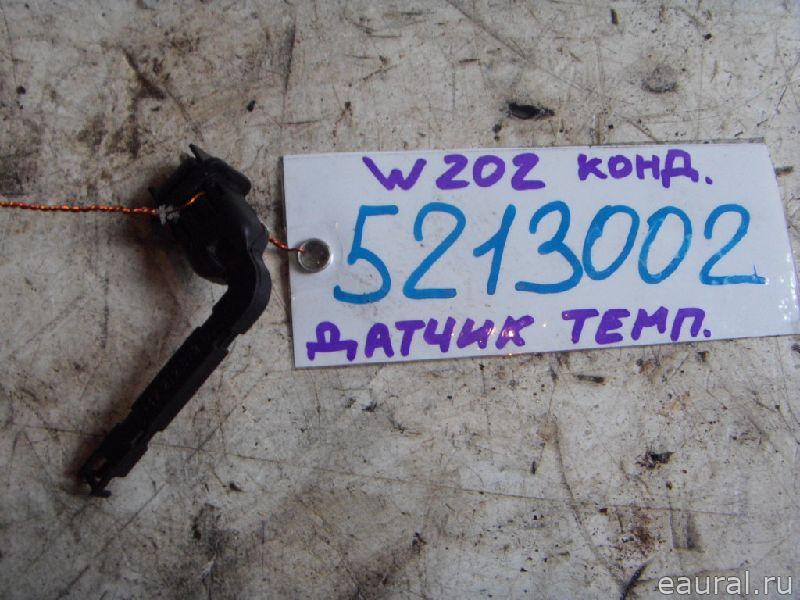 W202 КОНД.
5213002
ДАТЧИК ТЕМП.
eaural.ru